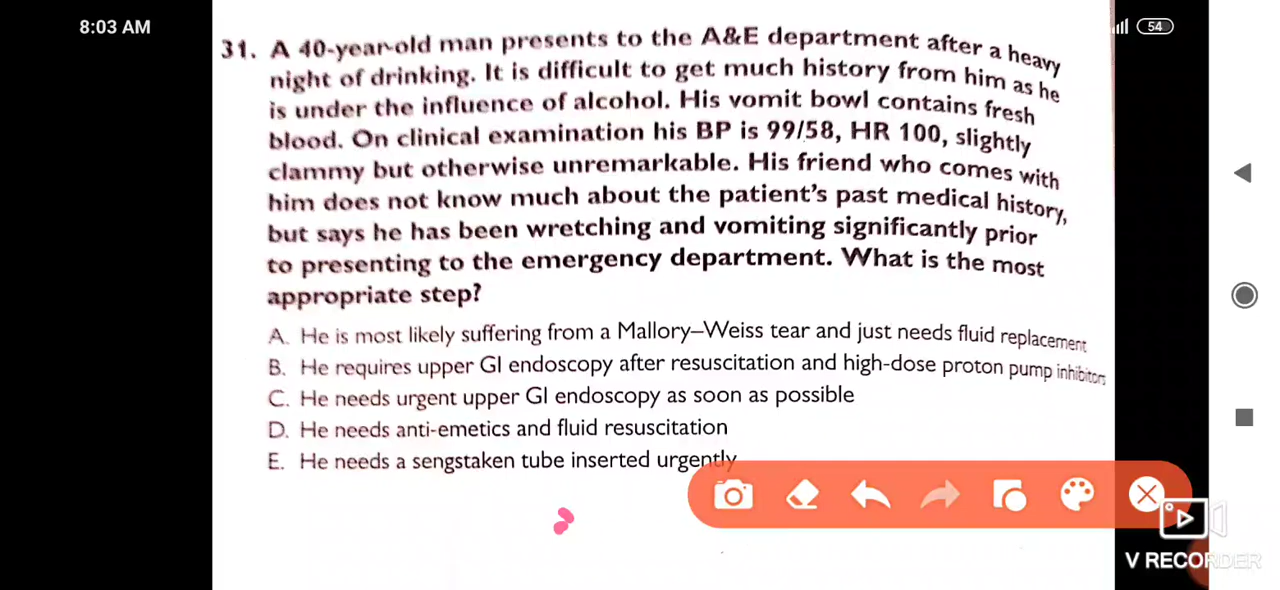 8:03 AM
54
31. A 40-year-old man presents to the A&E department after a heavy
night of drinking. It is difficult to get much history from him as he
is under the influence of alcohol. His vomit bowl contains fresh
blood. On clinical examination his BP is 99/58, HR 100, slightly
clammy but otherwise unremarkable. His friend who comes with
him does not know much about the patient's past medical history,
but says he has been wretching and vomiting significantly prior
to presenting to the emergency department. What is the most
appropriate step?
A. He is most likely suffering from a Mallory–Weiss tear and just needs fluid replacement
B. He requires upper GI endoscopy after resuscitation and high-dose proton pump inhibitors
C. He needs urgent upper GI endoscopy as soon as possible
D. He needs anti-emetics and fluid resuscitation
E. He needs a sengstaken tube inserted urgently
V RECORDER